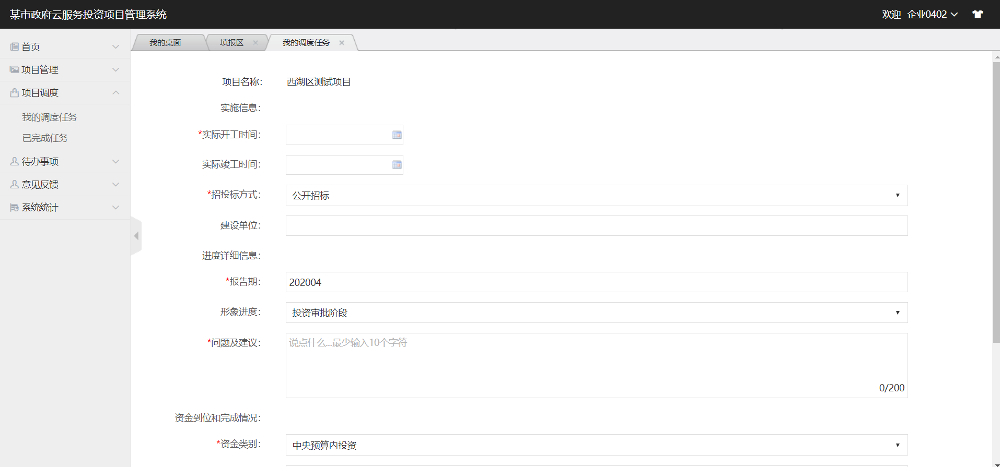 某市政府云服务投资项目管理系统
欢迎 企业0402
首页
项目管理
项目调度
我的调度任务
已完成任务
待办事项
意见反馈
系统统计
我的桌面 填报区 我的调度任务
项目名称： 西湖区测试项目
实施信息：
*实际开工时间：
实际竣工时间：
*招投标方式： 公开招标
建设单位：
进度详细信息：
*报告期： 202004
形象进度： 投资审批阶段
*问题及建议： 说点什么...最少输入10个字符
0/200
资金到位和完成情况：
*资金类别： 中央预算内投资